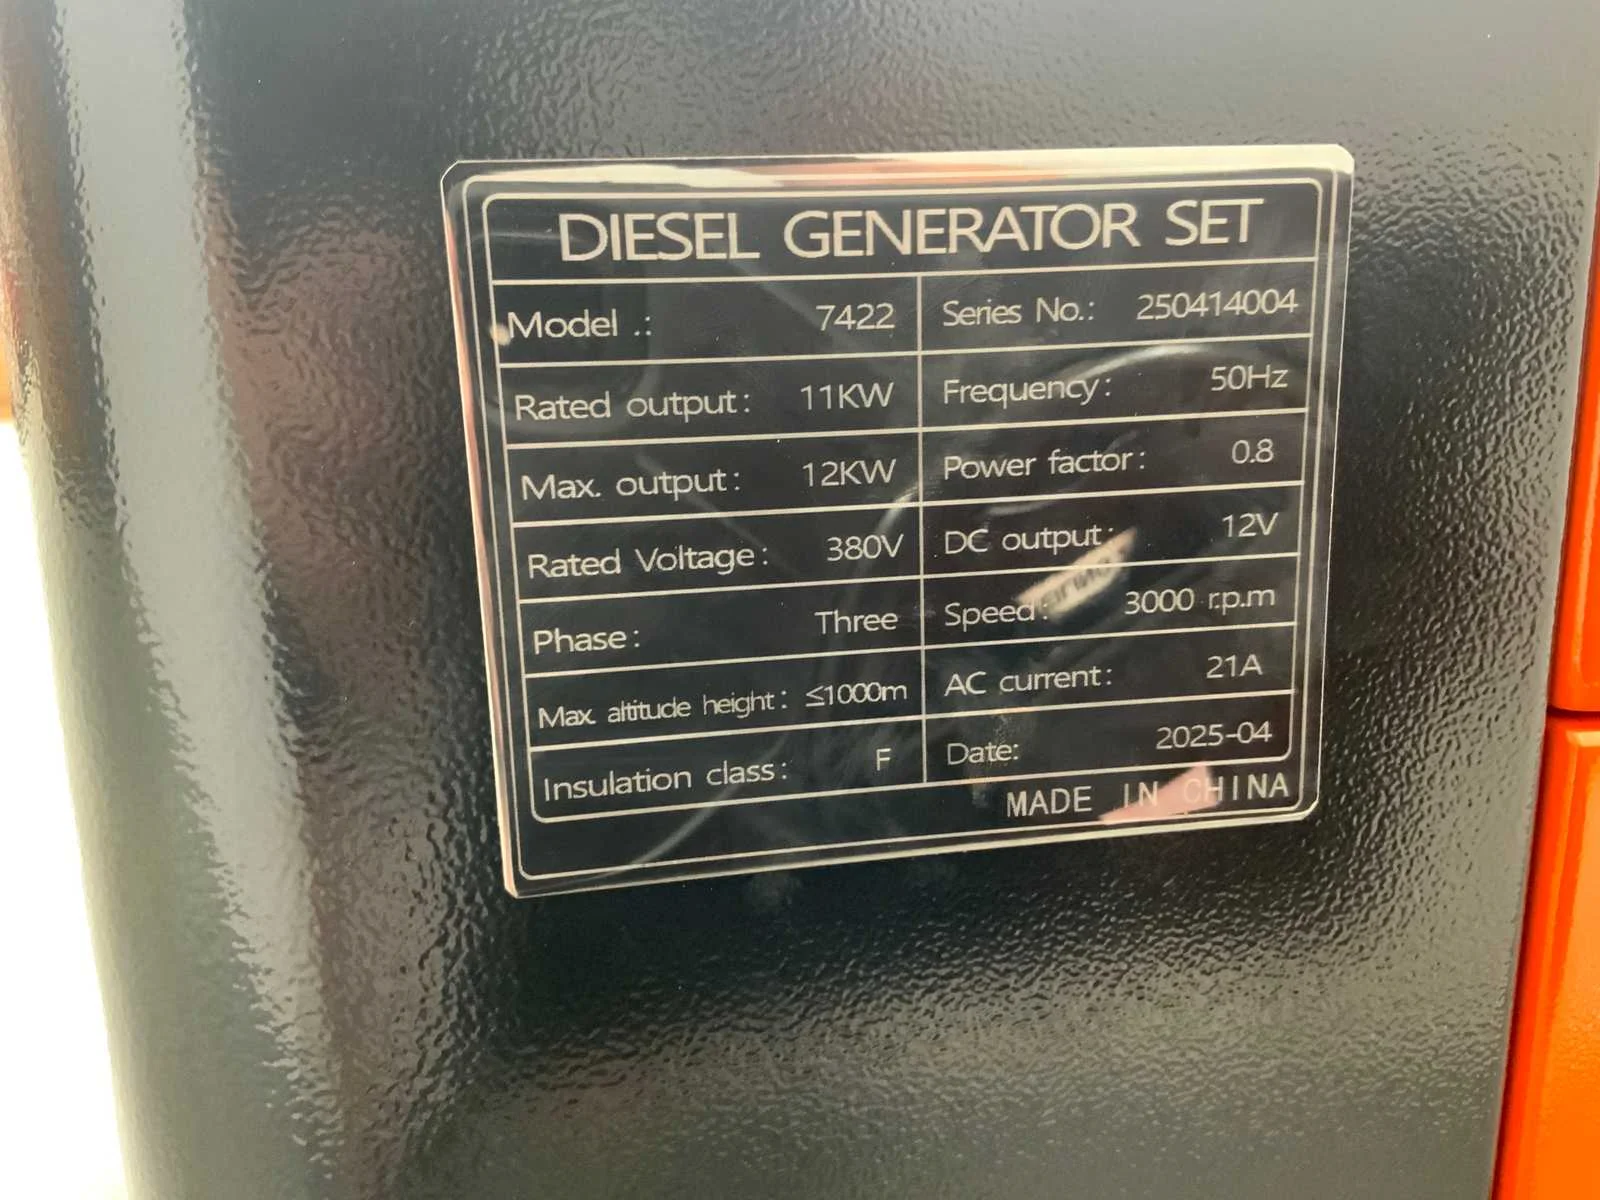 DIESEL GENERATOR SET
Model .: 7422 Series No.: 250414004
Rated output: 11KW Frequency: 50Hz
Max. output: 12KW Power factor: 0.8
Rated Voltage: 380V DC output: 12V
Phase: Three Speed: 3000 r.p.m
Max. altitude height: ≤1000m AC current: 21A
Insulation class: F Date: 2025-04
MADE IN CHINA